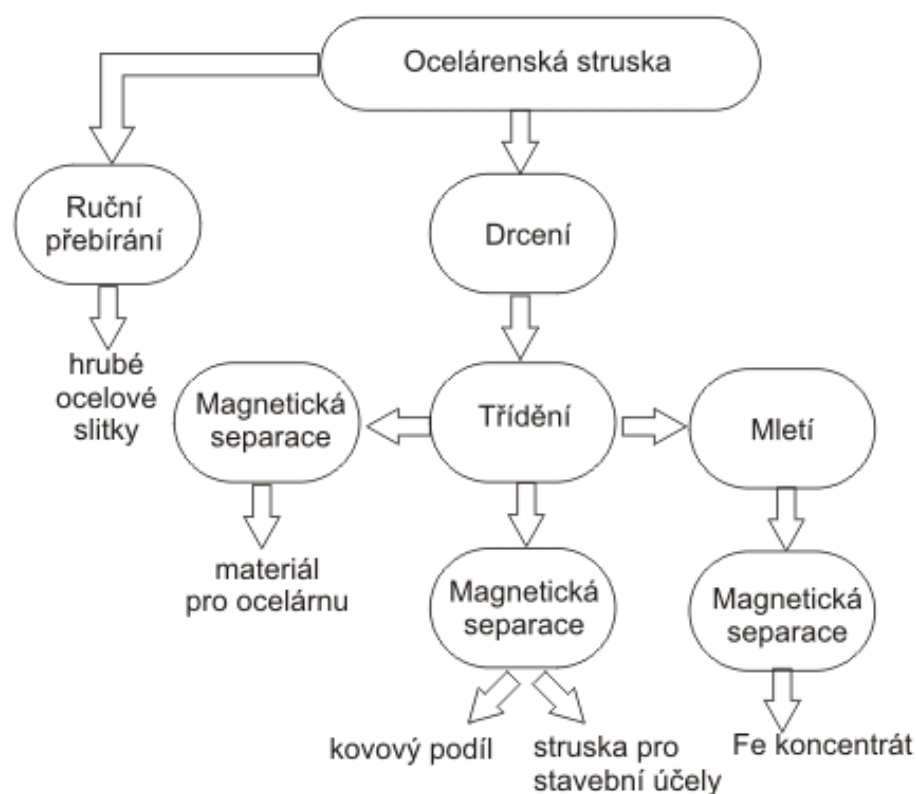 Ocelárenská struska
Ruční
přebírání
Drcení
hrubé
ocelové
slitky
Magnetická
separace
Třídění
Mletí
materiál
pro ocelárnu
Magnetická
separace
Magnetická
separace
kovový podíl
struska pro
stavební účely
Fe koncentrát